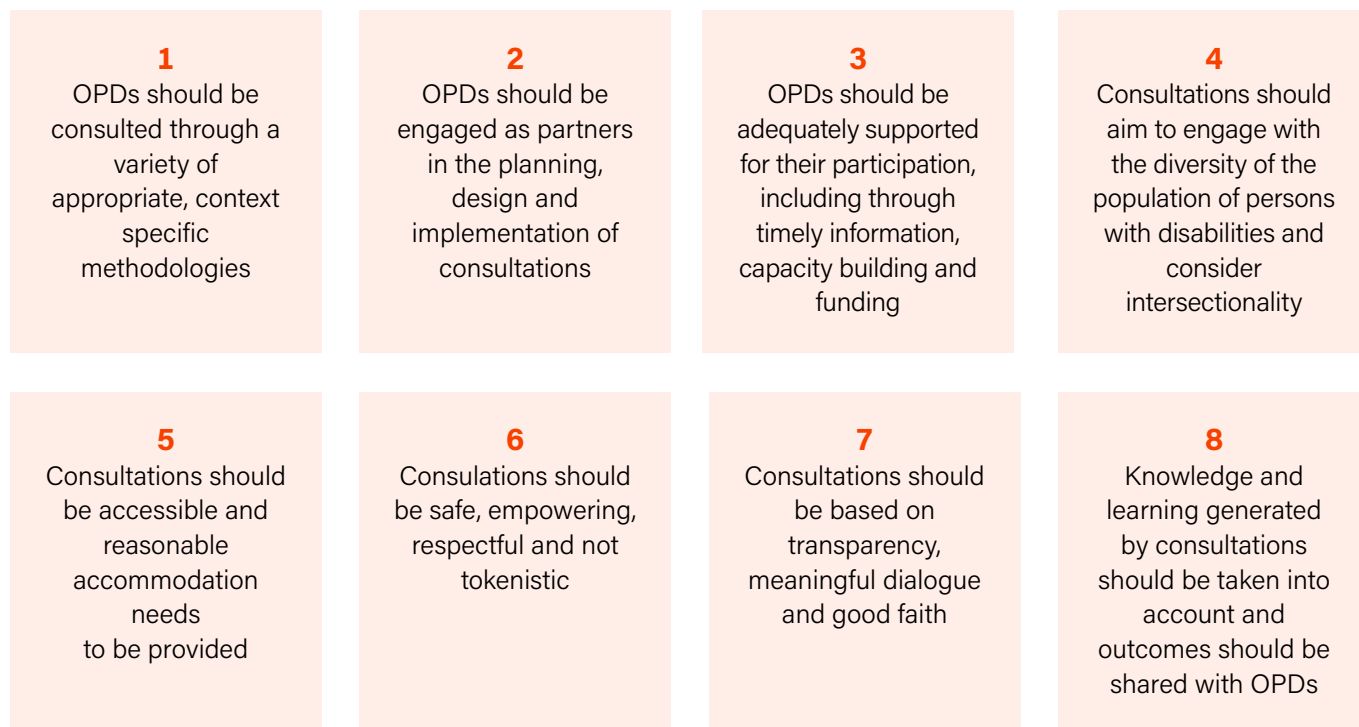 1
OPDs should be
consulted through a
variety of
appropriate, context
specific
methodologies
2
OPDs should be
engaged as partners
in the planning,
design and
implementation of
consultations
3
OPDs should be
adequately supported
for their participation,
including through
timely information,
capacity building and
funding
4
Consultations should
aim to engage with
the diversity of the
population of persons
with disabilities and
consider
intersectionality
5
Consultations should
be accessible and
reasonable
accommodation
needs
to be provided
6
Consulations should
be safe, empowering,
respectful and not
tokenistic
7
Consultations should
be based on
transparency,
meaningful dialogue
and good faith
8
Knowledge and
learning generated
by consultations
should be taken into
account and
outcomes should be
shared with OPDs